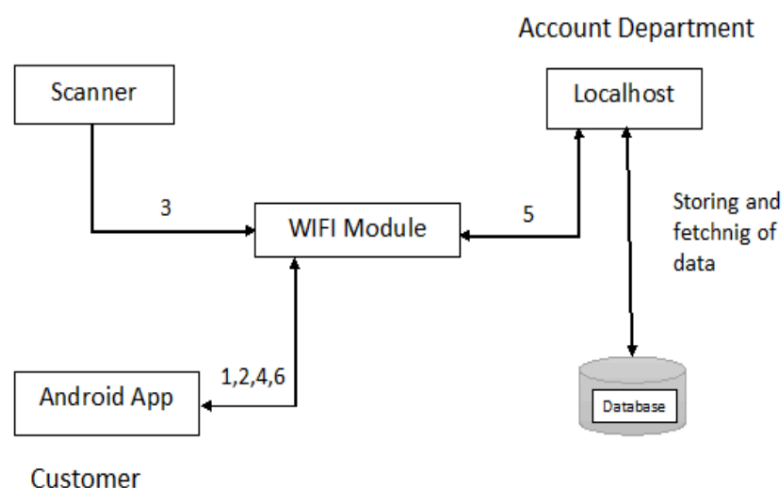 Account Department
Scanner
Localhost
3
WIFI Module
5
Storing and
fetchnig of
data
1,2,4,6
Android App
Database
Customer